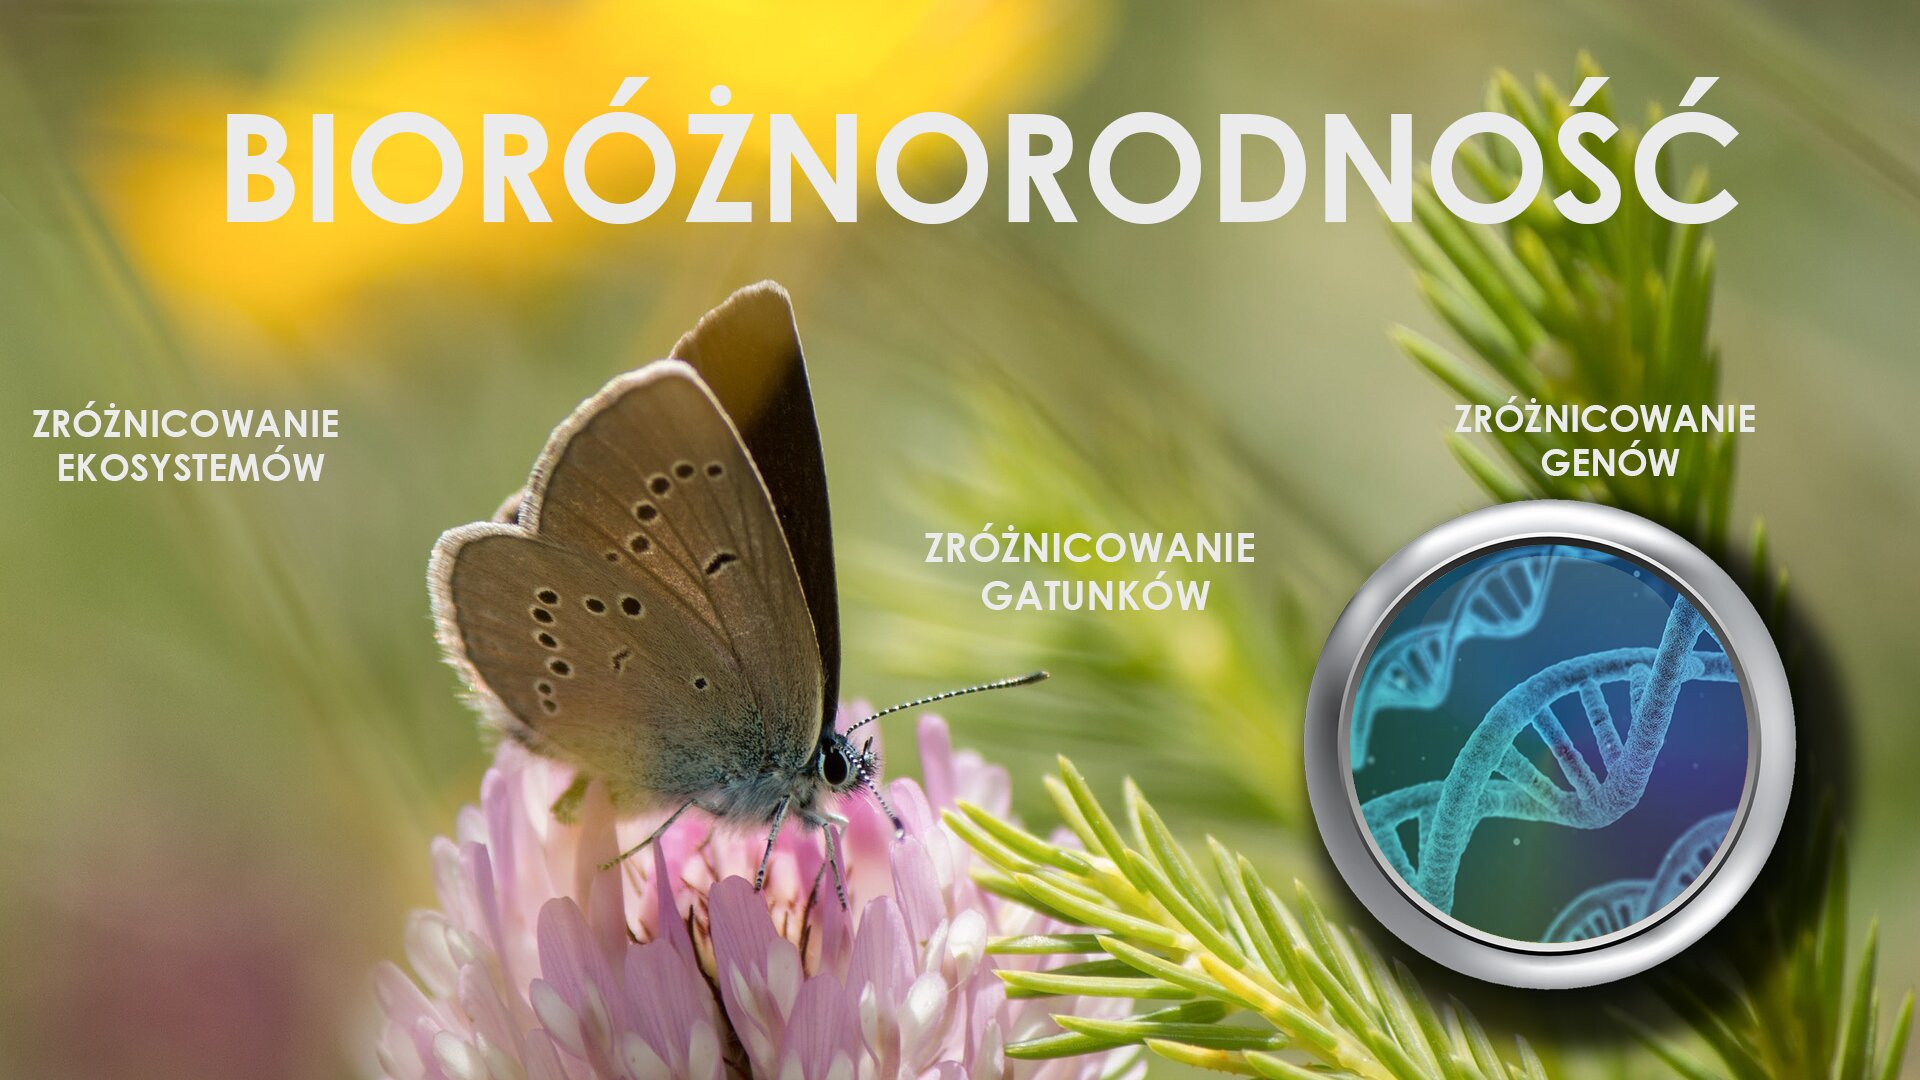 BIORÓŻNORODNOŚĆ
ZRÓŻNICOWANIE
EKOSYSTEMÓW
ZRÓŻNICOWANIE
GATUNKÓW
ZRÓŻNICOWANIE
GENÓW